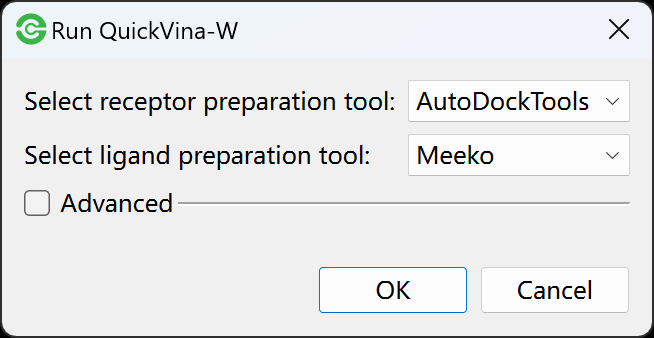 Run QuickVina-W
Select receptor preparation tool: AutoDockTools
Select ligand preparation tool: Meeko
Advanced
OK Cancel